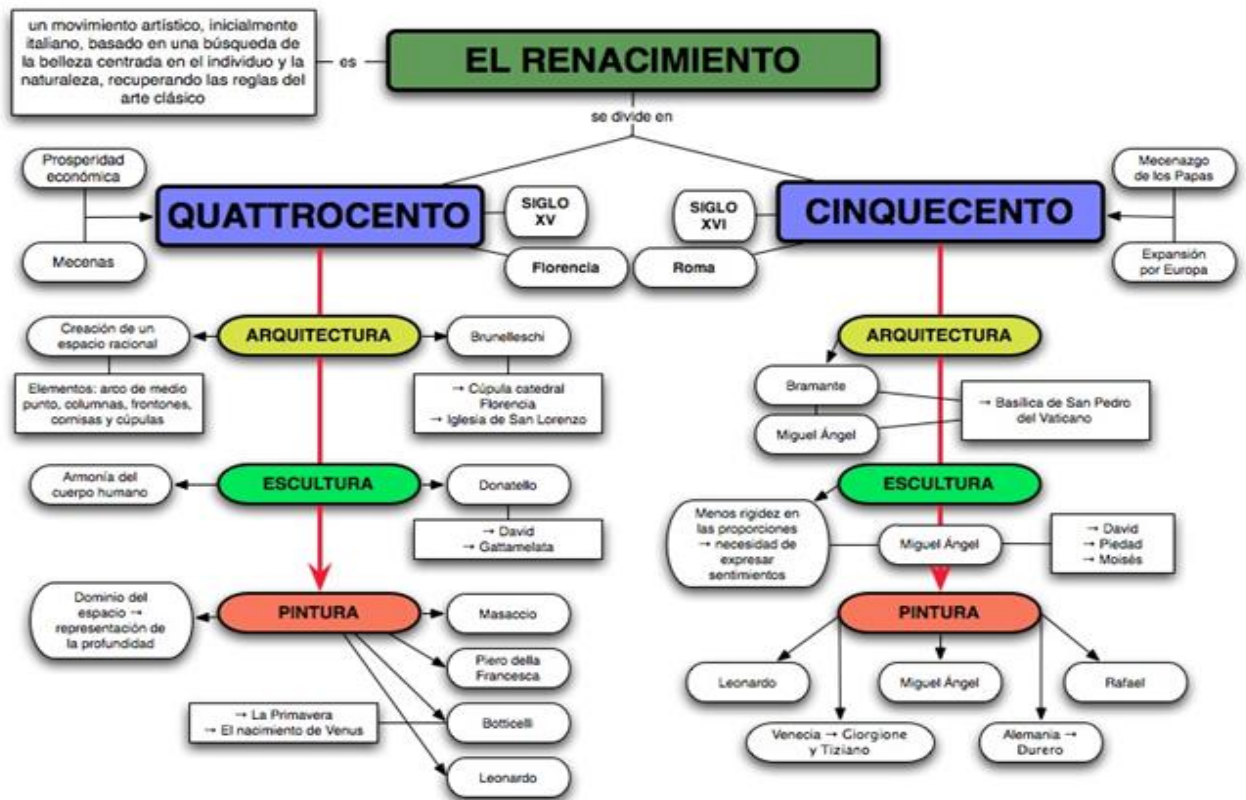 un movimiento artístico, inicialmente
italiano, basado en una búsqueda de
la belleza centrada en el individuo y la
naturaleza, recuperando las reglas del
arte clásico
es
EL RENACIMIENTO
se divide en
Prosperidad
económica
Mecenas
QUATTROCENTO
SIGLO
XV
Florencia
SIGLO
XVI
Roma
CINQUECENTO
Mecenazgo
de los Papas
Expansión
por Europa
Creación de un
espacio racional
ARQUITECTURA
Brunelleschi
Elementos: arco de medio
punto, columnas, frontones,
cornisas y cúpulas
→ Cúpula catedral
Florencia
→ Iglesia de San Lorenzo
Armonía del
cuerpo humano
ESCULTURA
Donatello
→ David
→ Gattamelata
Dominio del
espacio →
representación de
la profundidad
PINTURA
Masaccio
Piero della
Francesca
→ La Primavera
→ El nacimiento de Venus
Botticelli
Leonardo
ARQUITECTURA
Bramante
Miguel Ángel
→ Basílica de San Pedro
del Vaticano
ESCULTURA
Menos rigidez en
las proporciones
→ necesidad de
expresar
sentimientos
Miguel Ángel
→ David
→ Piedad
→ Moisés
PINTURA
Leonardo
Miguel Ángel
Rafael
Venecia → Giorgione
y Tiziano
Alemania →
Durero